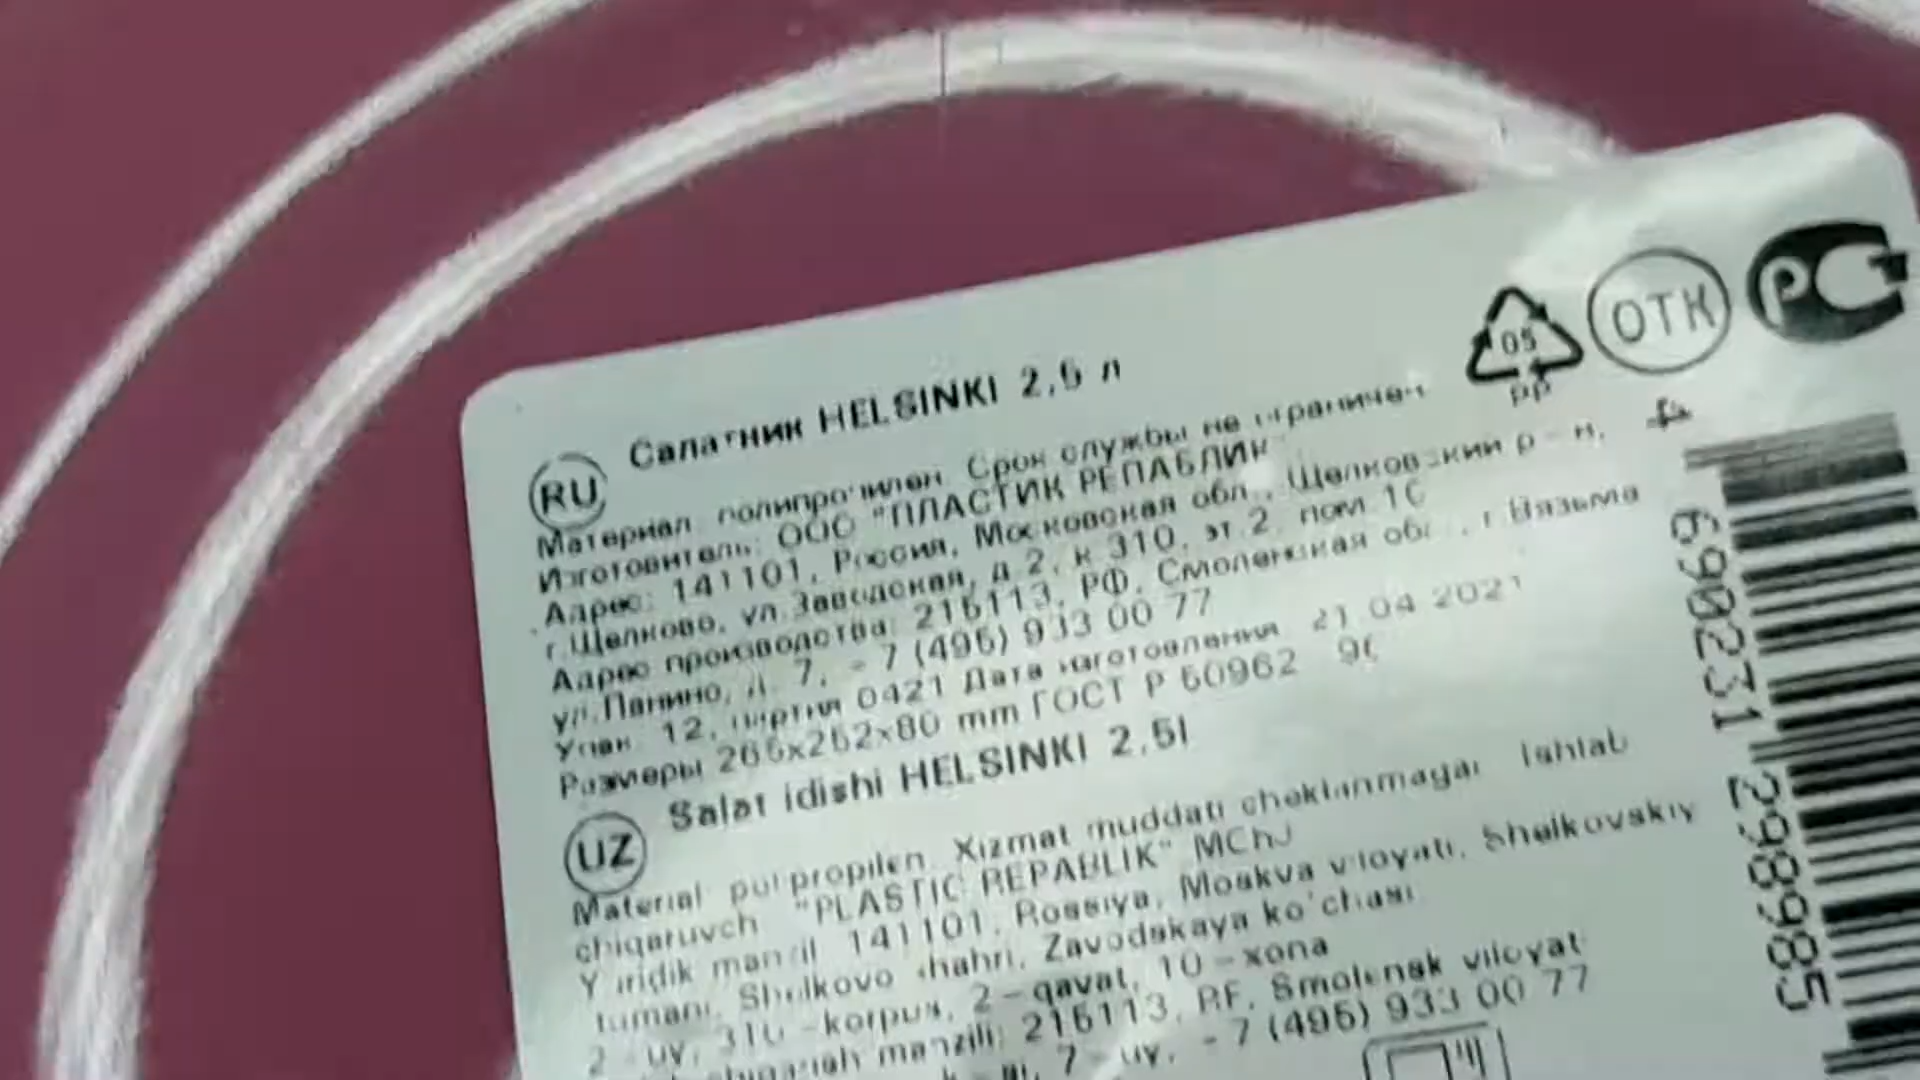 Салатник HELSINKI 2,5 л
RU
Материал полипропилен. Срок службы не ограничен
Изготовитель: ООО "ПЛАСТИК РЕПАБЛИК"
Адрес: 141101, Россия, Московская обл., Щелковский р-н,
г.Щелково, ул.Заводская, д 2, к 310, эт.2, пом 10
Адрес производства: 215113, РФ, Смоленская обл., г.Вязьма
ул.Панино, д. 7, - 7 (495) 933 00 77
Упак 12, партия 0421 Дата изготовления 21 04 2021
Размеры 265x252x80 mm ГОСТ Р 50962 96
UZ
Salat idishi HELSINKI 2.5l
Material polipropilen. Xizmat muddati cheklanmagan Ishlab
chiqaruvchi "PLASTIC REPABLIK" MChJ
Yuridik manzil 141101, Rossiya, Moskva viloyati, Shelkovskiy
tumani, Shelkovo shahri, Zavodskaya ko'chasi
2-uy, 310-korpus, 2-qavat, 10-xona
manzili: 215113, RF, Smolensk viloyat
7-uy, - 7 (495) 933 00 77
05
PP
ОТК
РС
4 690231 298985